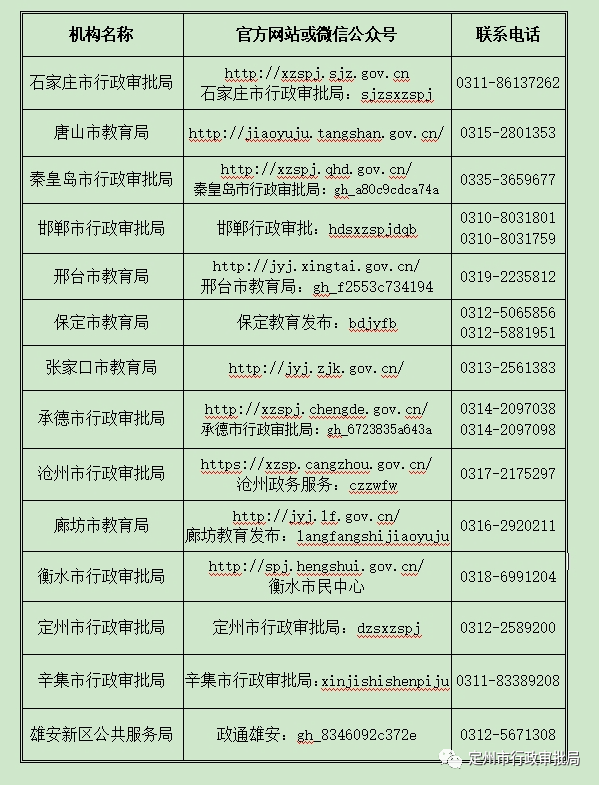 机构名称 官方网站或微信公众号 联系电话
石家庄市行政审批局 http://xzspj.sjz.gov.cn 0311-86137262
石家庄市行政审批局：sjzsxzspj
唐山市教育局 http://jiaoyuju.tangshan.gov.cn/ 0315-2801353
秦皇岛市行政审批局 http://xzspj.qhd.gov.cn/ 0335-3659677
秦皇岛市行政审批局：gh_a80c9cdca74a
邯郸市行政审批局 邯郸行政审批：hdsxzspjdqb 0310-8031801
0310-8031759
邢台市教育局 http://jyj.xingtai.gov.cn/ 0319-2235812
邢台市教育局：gh_f2553c734194
保定市教育局 保定教育发布：bdjyfb 0312-5065856
0312-5881951
张家口市教育局 http://jyj.zjk.gov.cn/ 0313-2561383
承德市行政审批局 http://xzspj.chengde.gov.cn/ 0314-2097038
承德市行政审批局：gh_6723835a643a 0314-2097098
沧州市行政审批局 https://xzsp.cangzhou.gov.cn/ 0317-2175297
沧州政务服务：czzwfw
廊坊市教育局 http://jyj.lf.gov.cn/ 0316-2920211
廊坊教育发布：langfangshijiaoyuju
衡水市行政审批局 http://spj.hengshui.gov.cn/ 0318-6991204
衡水市民中心
定州市行政审批局 定州市行政审批局：dzsxzspj 0312-2589200
辛集市行政审批局 辛集市行政审批局：xinjishishenpiju 0311-83389208
雄安新区公共服务局 政通雄安：gh_8346092c372e 0312-5671308
定州市行政审批局